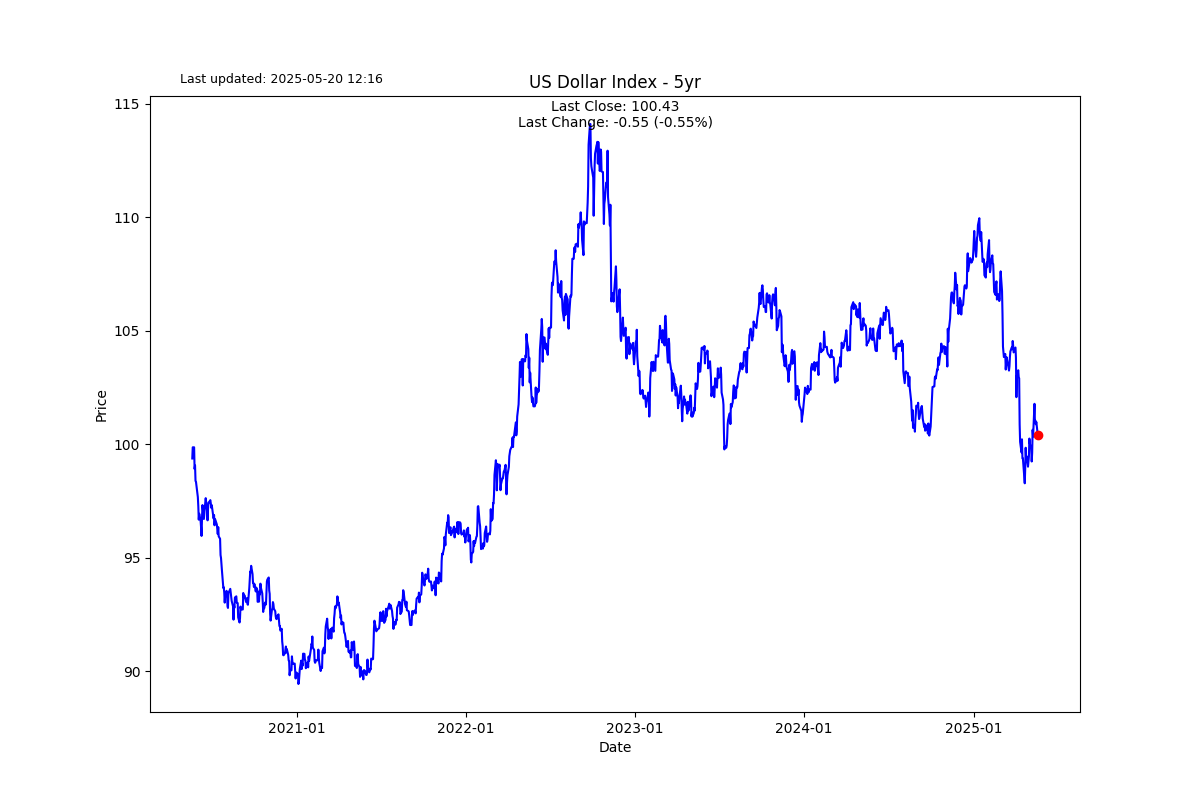 Last updated: 2025-05-20 12:16
US Dollar Index - 5yr
Last Close: 100.43
Last Change: -0.55 (-0.55%)
115
110
105
100
95
90
Price
2021-01
2022-01
2023-01
2024-01
2025-01
Date